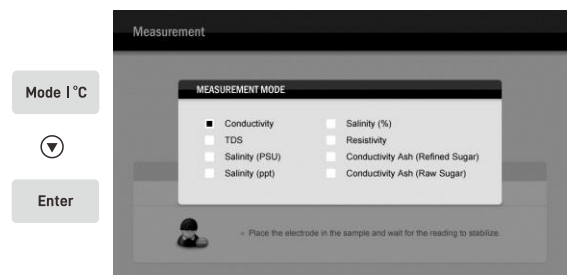 Measurement
Mode | °C
Enter
MEASUREMENT MODE
Conductivity
TDS
Salinity (PSU)
Salinity (ppt)
Salinity (%)
Resistivity
Conductivity Ash (Refined Sugar)
Conductivity Ash (Raw Sugar)
Place the electrode in the sample and wait for the reading to stabilize.